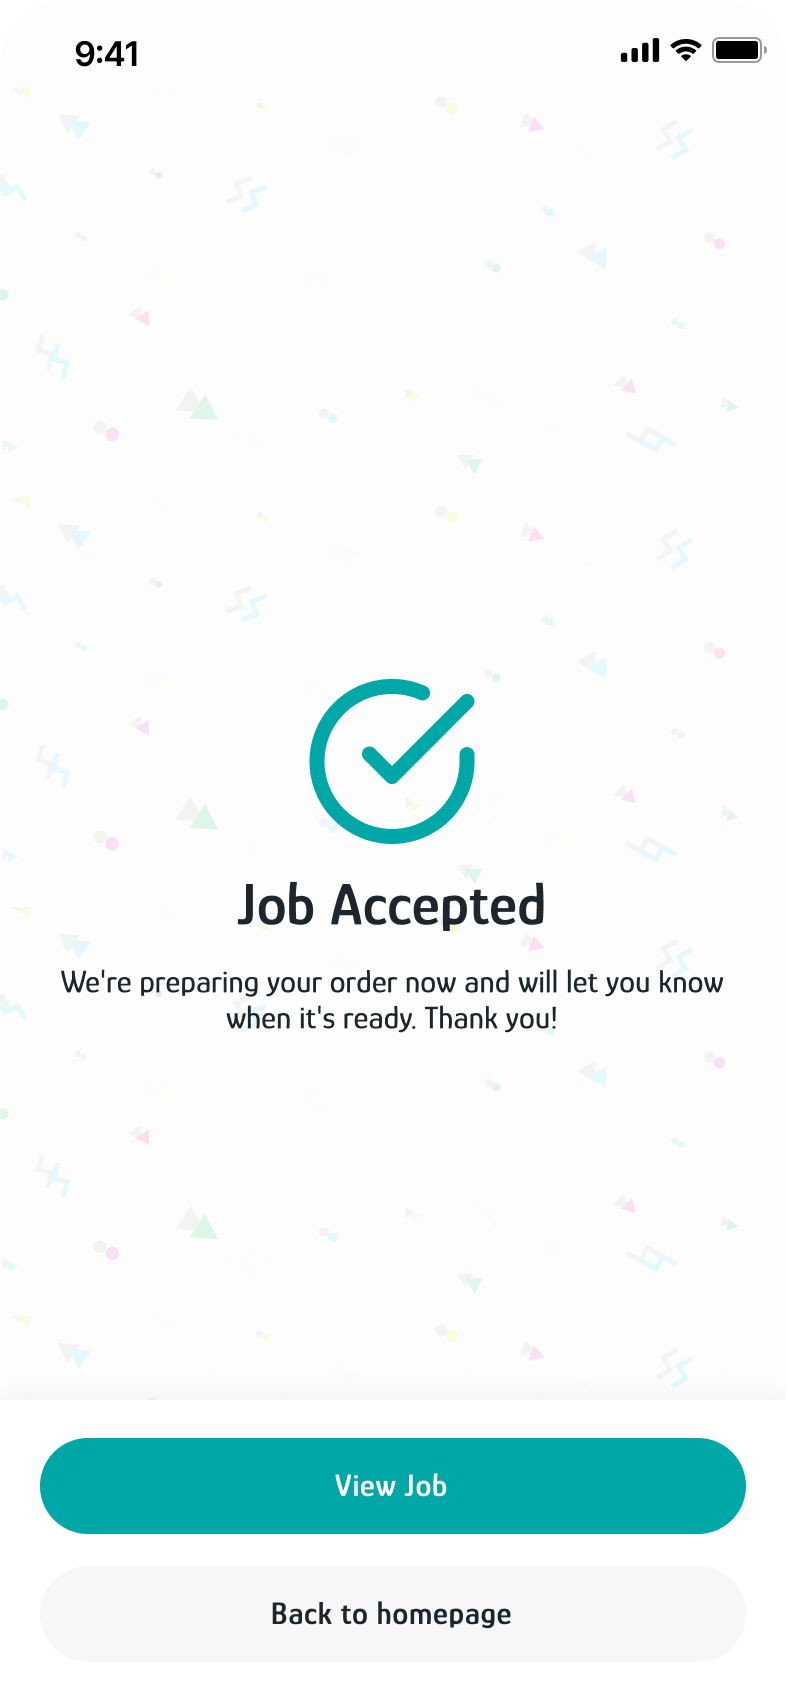 9:41
Job Accepted
We're preparing your order now and will let you know
when it's ready. Thank you!
View Job
Back to homepage